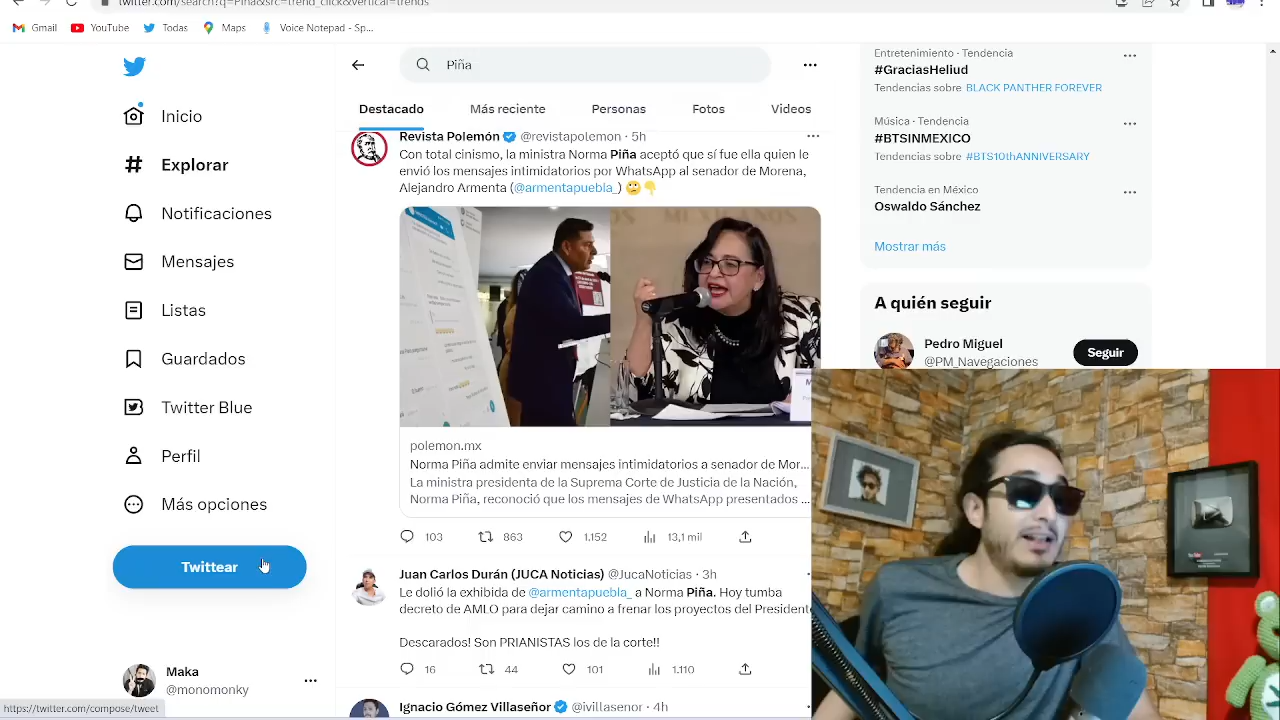 twitter.com/search?q=Piña&src=trend_click&vertical=trends
Gmail
YouTube
Todas
Maps
Voice Notepad - Sp...
Inicio
Explorar
Notificaciones
Mensajes
Listas
Guardados
Twitter Blue
Perfil
Más opciones
Twittear
Maka
@monomonky
https://twitter.com/compose/tweet
Piña
Destacado
Más reciente
Personas
Fotos
Videos
Revista Polemón @revistapolemon · 5h
Con total cinismo, la ministra Norma Piña aceptó que sí fue ella quien le
envió los mensajes intimidatorios por WhatsApp al senador de Morena,
Alejandro Armenta (@armentapuebla_)
polemon.mx
Norma Piña admite enviar mensajes intimidatorios a senador de Mor...
La ministra presidenta de la Suprema Corte de Justicia de la Nación,
Norma Piña, reconoció que los mensajes de WhatsApp presentados ...
103
863
1.152
13,1 mil
Juan Carlos Durán (JUCA Noticias) @JucaNoticias · 3h
Le dolió la exhibida de @armentapuebla_ a Norma Piña. Hoy tumba
decreto de AMLO para dejar camino a frenar los proyectos del Presidente
Descarados! Son PRIANISTAS los de la corte!!
16
44
101
1.110
Ignacio Gómez Villaseñor @ivillasenor · 4h
Entretenimiento · Tendencia
#GraciasHeliud
Tendencias sobre BLACK PANTHER FOREVER
Música · Tendencia
#BTSINMEXICO
Tendencias sobre #BTS10thANNIVERSARY
Tendencia en México
Oswaldo Sánchez
Mostrar más
A quién seguir
Pedro Miguel
@PM_Navegaciones
Seguir
YouTube